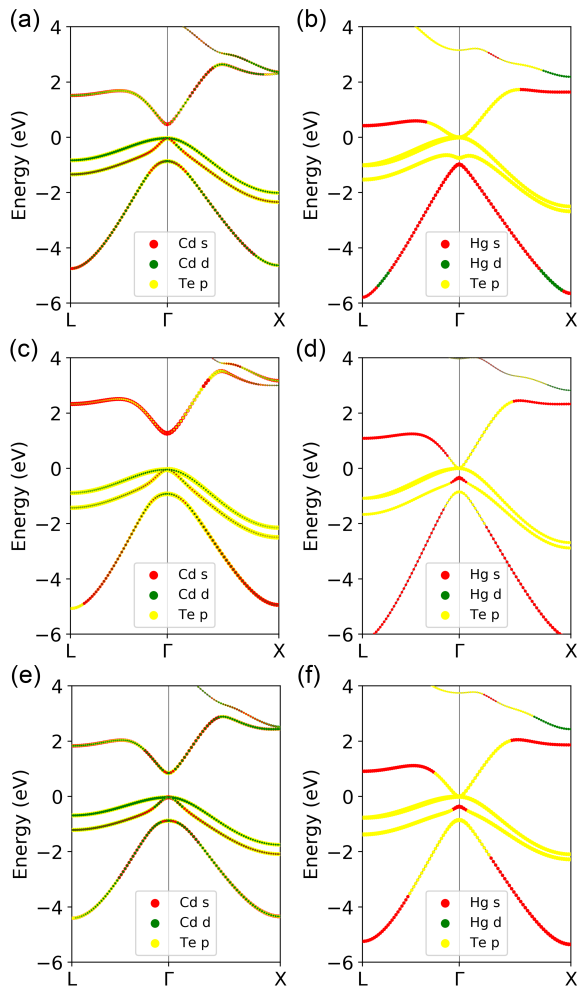 (a)
4
2
0
−2
−4
−6
Energy (eV)
Cd s
Cd d
Te p
L
Γ
X
(b)
4
2
0
−2
−4
−6
Energy (eV)
Hg s
Hg d
Te p
L
Γ
X
(c)
4
2
0
−2
−4
−6
Energy (eV)
Cd s
Cd d
Te p
L
Γ
X
(d)
4
2
0
−2
−4
−6
Energy (eV)
Hg s
Hg d
Te p
L
Γ
X
(e)
4
2
0
−2
−4
−6
Energy (eV)
Cd s
Cd d
Te p
L
Γ
X
(f)
4
2
0
−2
−4
−6
Energy (eV)
Hg s
Hg d
Te p
L
Γ
X